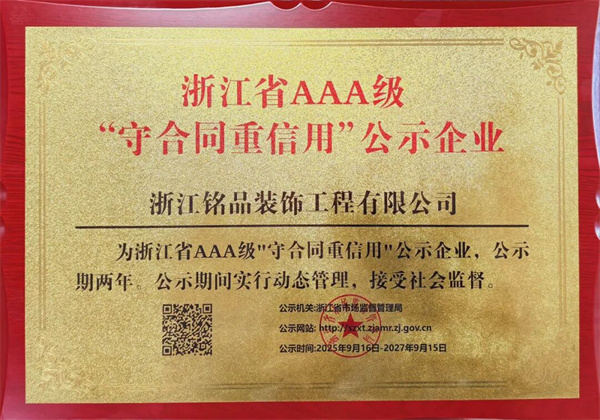 浙江省AAA级
“守合同重信用”公示企业
浙江铭品装饰工程有限公司
为浙江省AAA级"守合同重信用"公示企业，公示
期两年。公示期间实行动态管理，接受社会监督。
公示机关:浙江省市场监督管理局
公示网站: http://szxt.zjamr.zj.gov.cn
公示时间:2025年9月16日-2027年9月15日